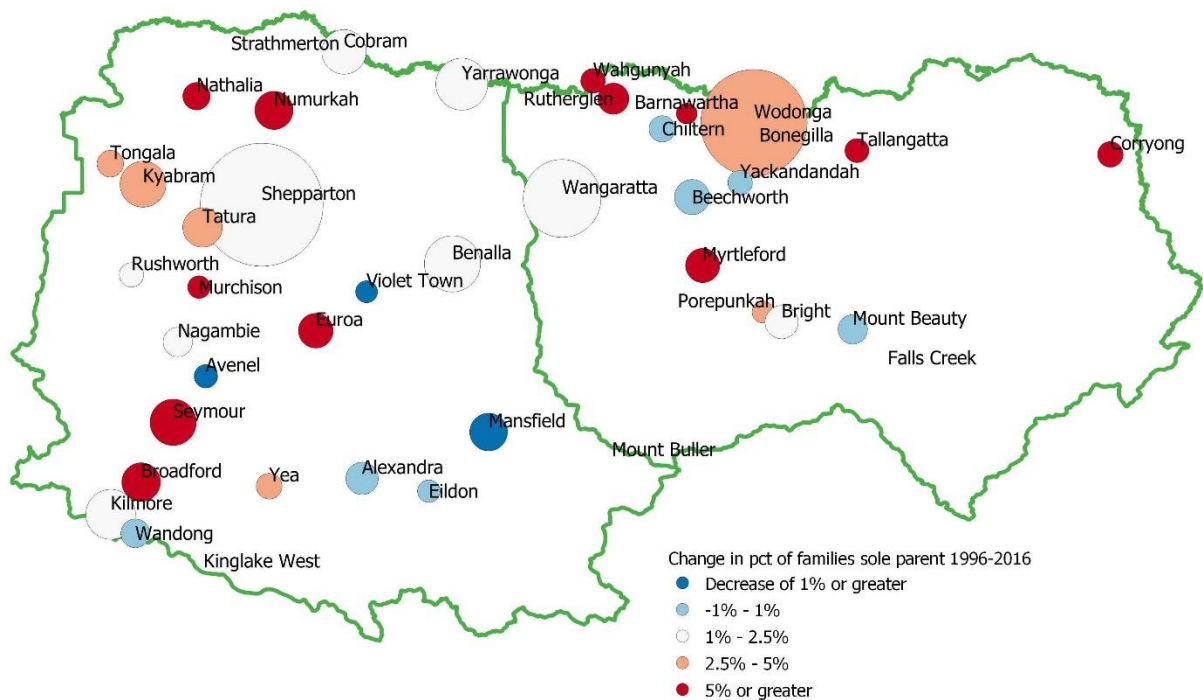 Strathmerton Cobram
Yarrawonga
Wahgunyah
Nathalia
Numurkah
Rutherglen
Barnawartha
Wodonga
Bonegilla
Chiltern
Tallangatta
Corryong
Tongala
Kyabram
Shepparton
Wangaratta
Yackandandah
Beechworth
Tatura
Benalla
Myrtleford
Rushworth
Murchison
Violet Town
Porepunkah
Bright
Mount Beauty
Nagambie
Euroa
Falls Creek
Avenel
Seymour
Mansfield
Mount Buller
Broadford
Yea
Alexandra
Eildon
Kilmore
Wandong
Kinglake West
Change in pct of families sole parent 1996-2016
Decrease of 1% or greater
-1% - 1%
1% - 2.5%
2.5% - 5%
5% or greater